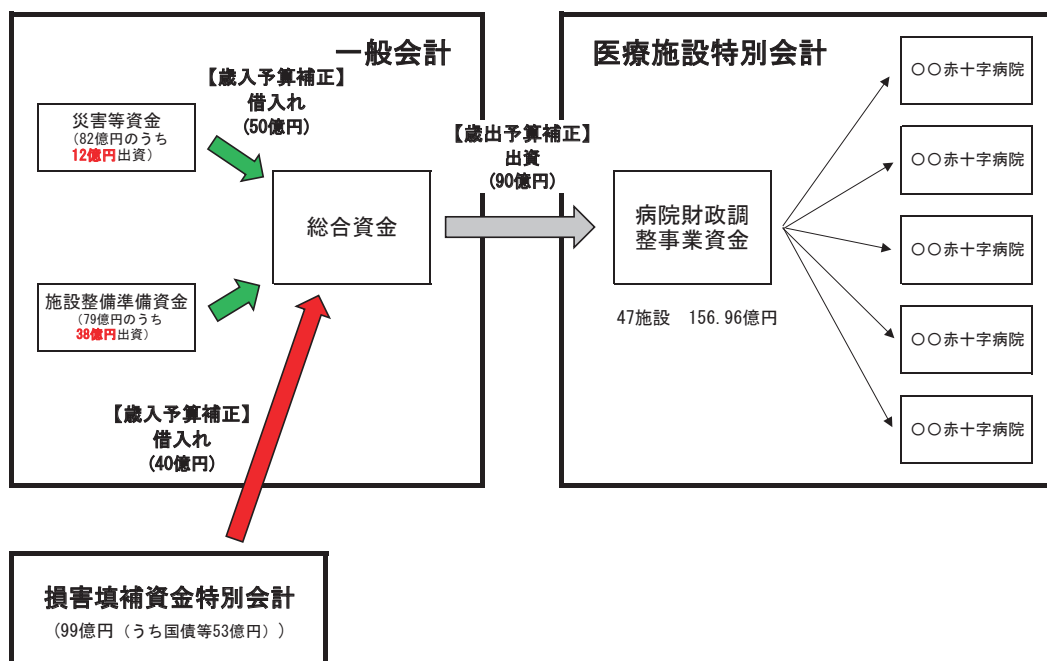 一般会計
【歳入予算補正】
借入れ
(50億円)
災害等資金
(82億円のうち
12億円出資)
総合資金
施設整備準備資金
(79億円のうち
38億円出資)
【歳入予算補正】
借入れ
(40億円)
【歳出予算補正】
出資
(90億円)
医療施設特別会計
病院財政調
整事業資金
47施設 156.96億円
○○赤十字病院
○○赤十字病院
○○赤十字病院
○○赤十字病院
○○赤十字病院
損害填補資金特別会計
(99億円(うち国債等53億円))